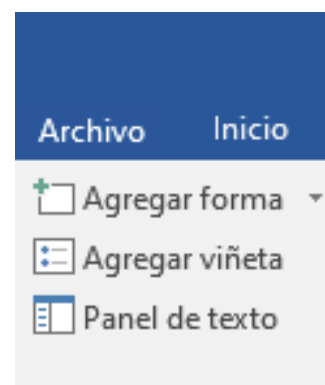 Archivo Inicio
Agregar forma
Agregar viñeta
Panel de texto